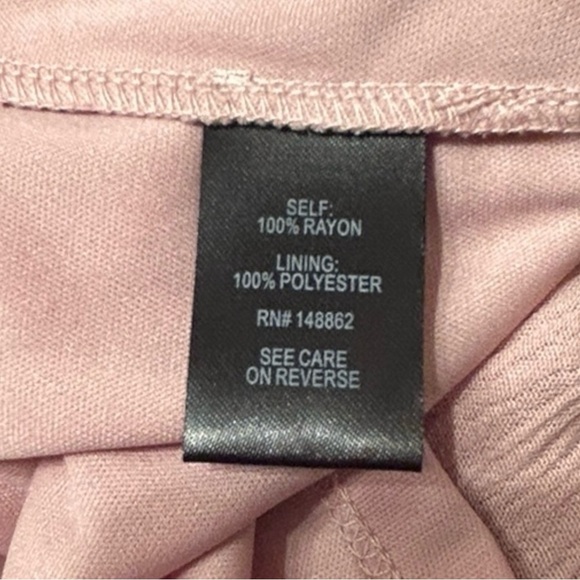 SELF:
100% RAYON
LINING:
100% POLYESTER
RN# 148862
SEE CARE
ON REVERSE